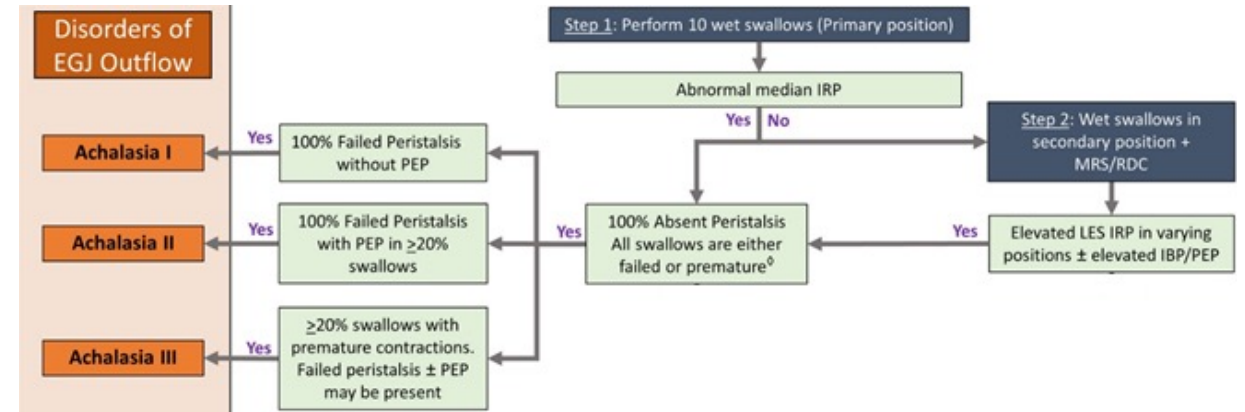 Disorders of
EGJ Outflow
Step 1: Perform 10 wet swallows (Primary position)
Abnormal median IRP
Yes
No
Step 2: Wet swallows in
secondary position +
MRS/RDC
Achalasia I
Yes
100% Failed Peristalsis
without PEP
Achalasia II
Yes
100% Failed Peristalsis
with PEP in ≥20%
swallows
Yes
100% Absent Peristalsis
All swallows are either
failed or premature◊
Yes
Elevated LES IRP in varying
positions ± elevated IBP/PEP
Achalasia III
Yes
≥20% swallows with
premature contractions.
Failed peristalsis ± PEP
may be present